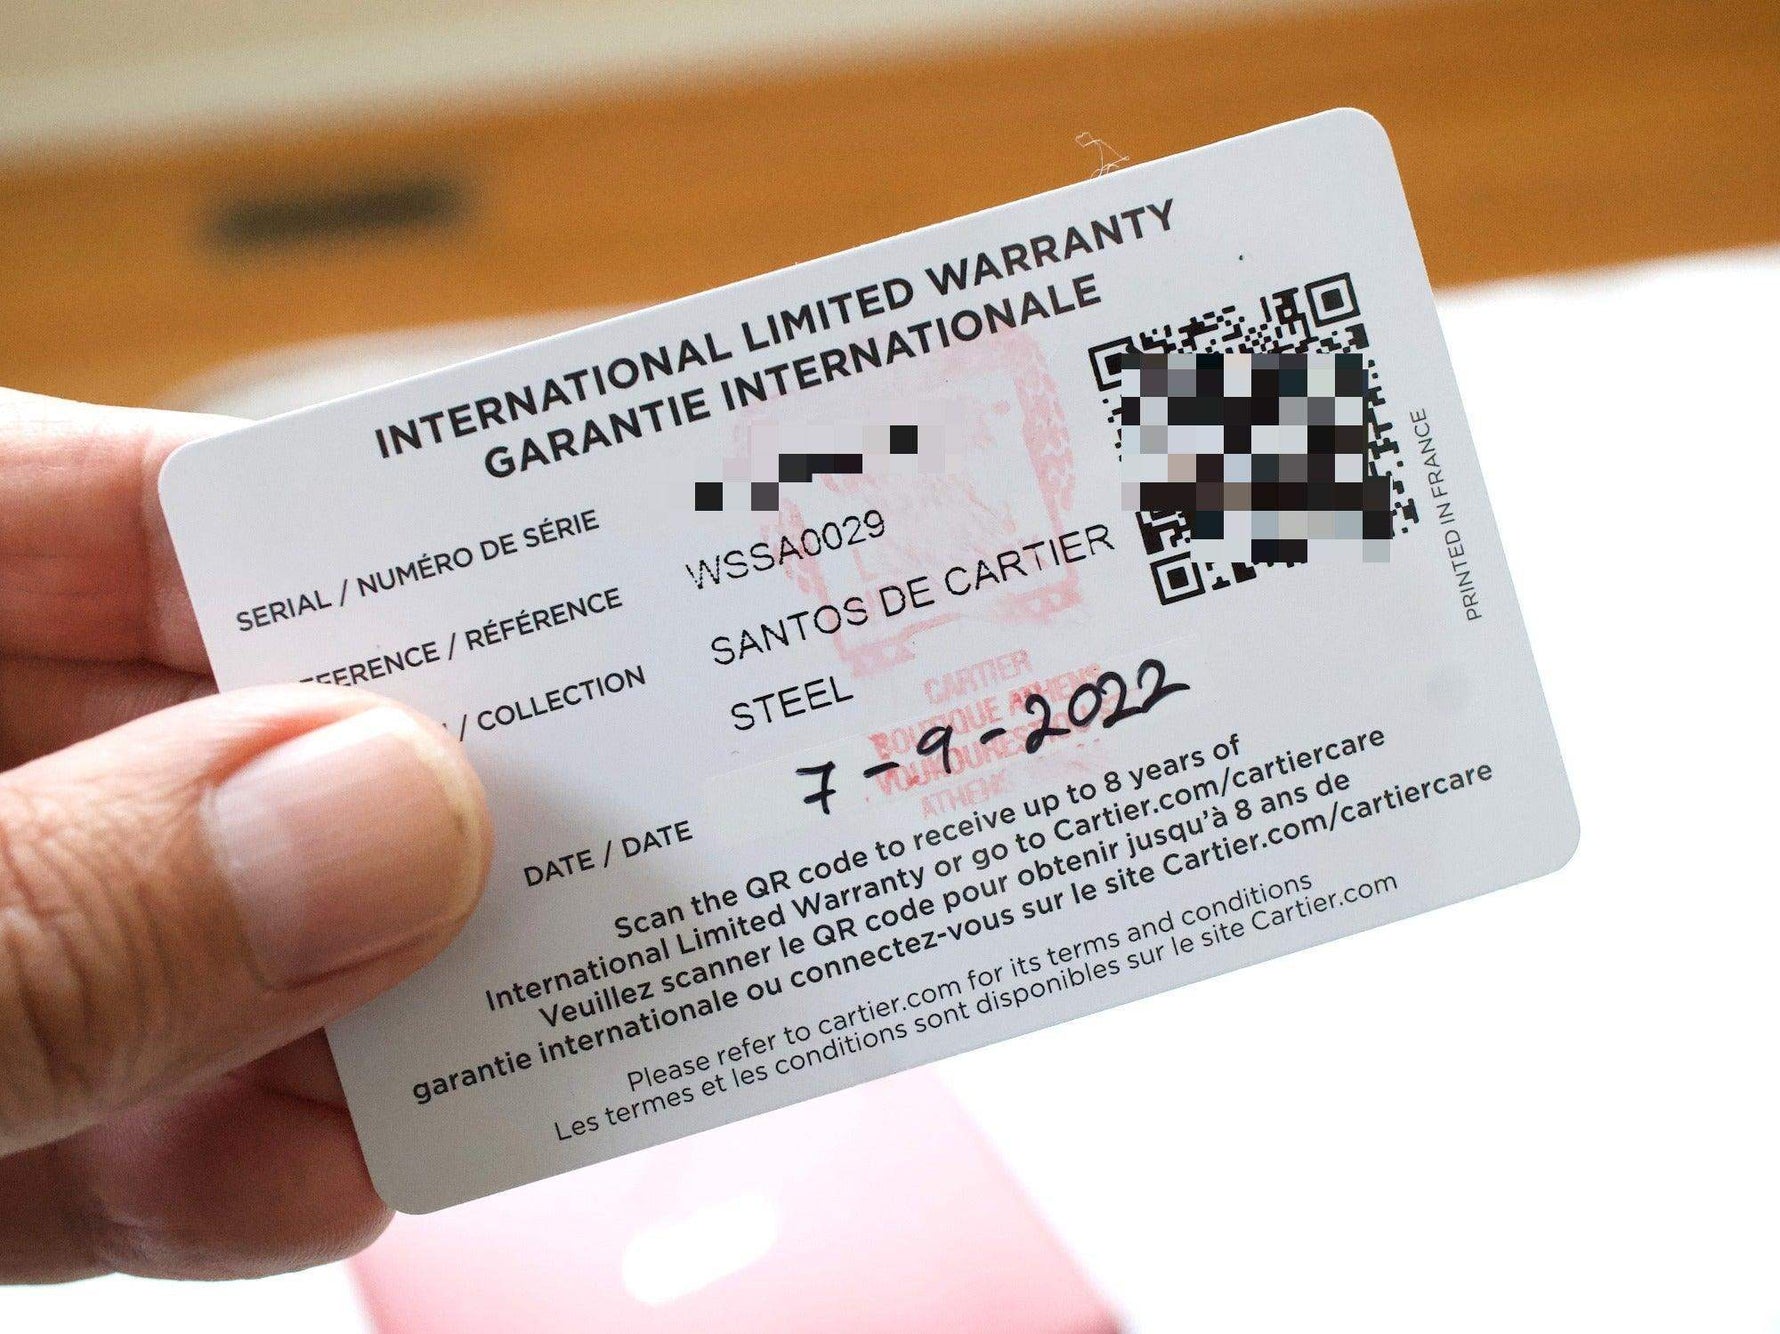 INTERNATIONAL LIMITED WARRANTY
GARANTIE INTERNATIONALE
SERIAL / NUMÉRO DE SÉRIE
EFERENCE / RÉFÉRENCE WSSA0029
/ COLLECTION SANTOS DE CARTIER
STEEL
DATE / DATE 7-9-2022
CARTIER
BOUTIQUE ATHENS
ATHENS
Scan the QR code to receive up to 8 years of
International Limited Warranty or go to Cartier.com/cartiercare
Veuillez scanner le QR code pour obtenir jusqu'à 8 ans de
garantie internationale ou connectez-vous sur le site Cartier.com/cartiercare
Please refer to cartier.com for its terms and conditions
Les termes et les conditions sont disponibles sur le site Cartier.com
PRINTED IN FRANCE